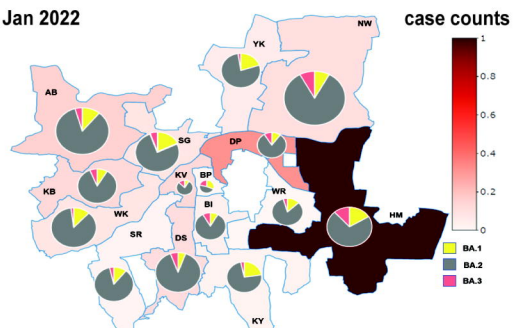 Jan 2022
case counts
NW
YK
AB
SG
DP
KB
KV
BP
WK
BI
WR
SR
DS
HM
KY
1
0.8
0.6
0.4
0.2
0
BA.1
BA.2
BA.3